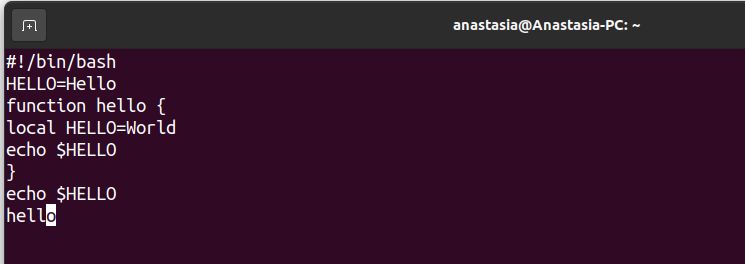 anastasia@Anastasia-PC: ~
#!/bin/bash
HELLO=Hello
function hello {
local HELLO=World
echo $HELLO
}
echo $HELLO
hello